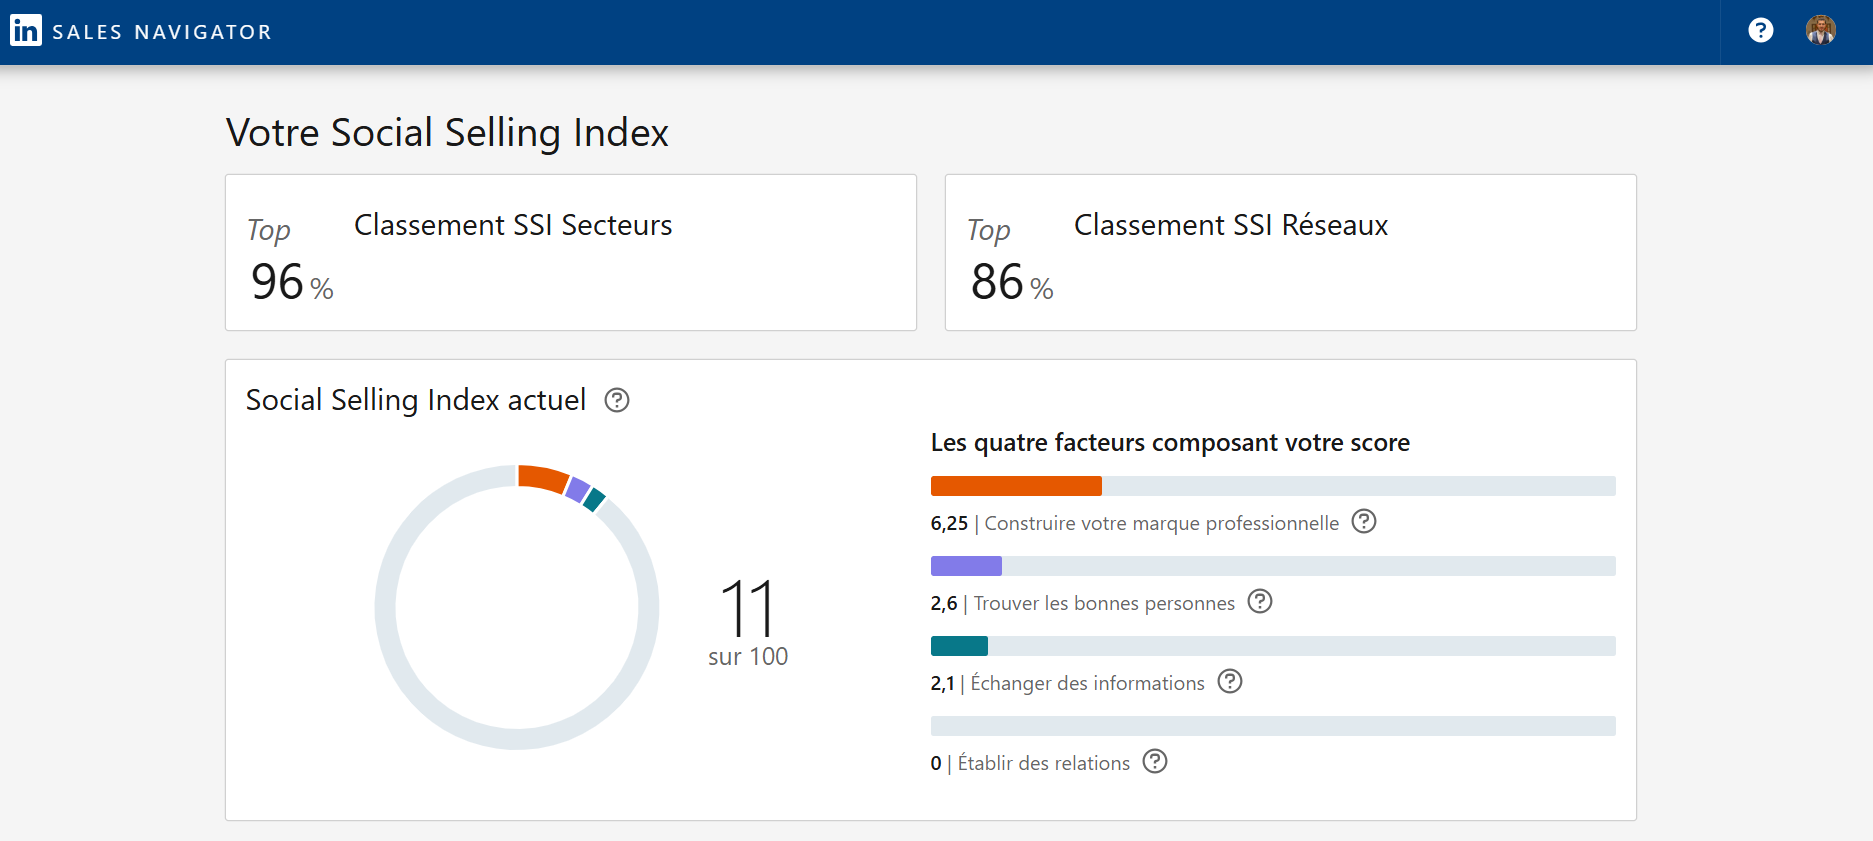 in SALES NAVIGATOR
?
Votre Social Selling Index
Top
96 %
Classement SSI Secteurs
Top
86 %
Classement SSI Réseaux
Social Selling Index actuel ?
11
sur 100
Les quatre facteurs composant votre score
6,25 | Construire votre marque professionnelle ?
2,6 | Trouver les bonnes personnes ?
2,1 | Échanger des informations ?
0 | Établir des relations ?